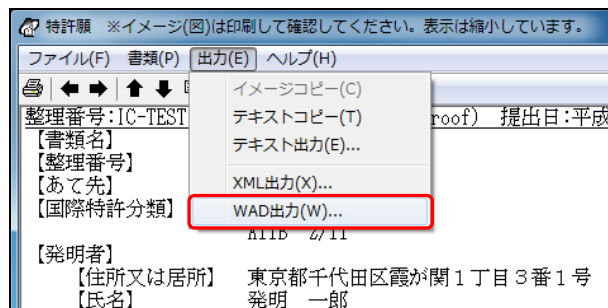 特許願 ※イメージ(図)は印刷して確認してください。表示は縮小しています。
ファイル(F) 書類(P) 出力(E) ヘルプ(H)
イメージコピー(C)
テキストコピー(T)
テキスト出力(E)...
XML出力(X)...
WAD出力(W)...
整理番号:IC-TEST roof) 提出日:平成
【書類名】
【整理番号】
【あて先】
【国際特許分類】
【発明者】
【住所又は居所】 東京都千代田区霞が関1丁目3番1号
【氏名】 発明 一郎